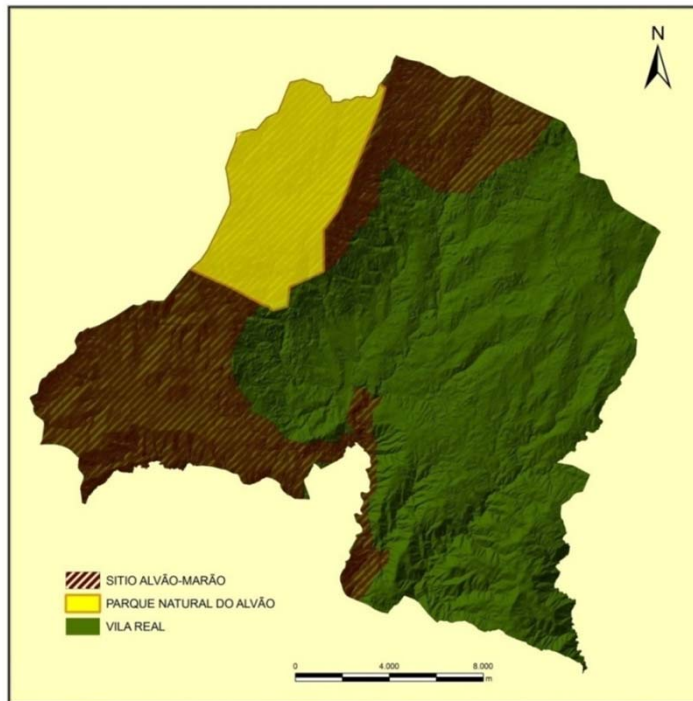 N
SITIO ALVÃO-MARÃO
PARQUE NATURAL DO ALVÃO
VILA REAL
0 4.000 8.000
m